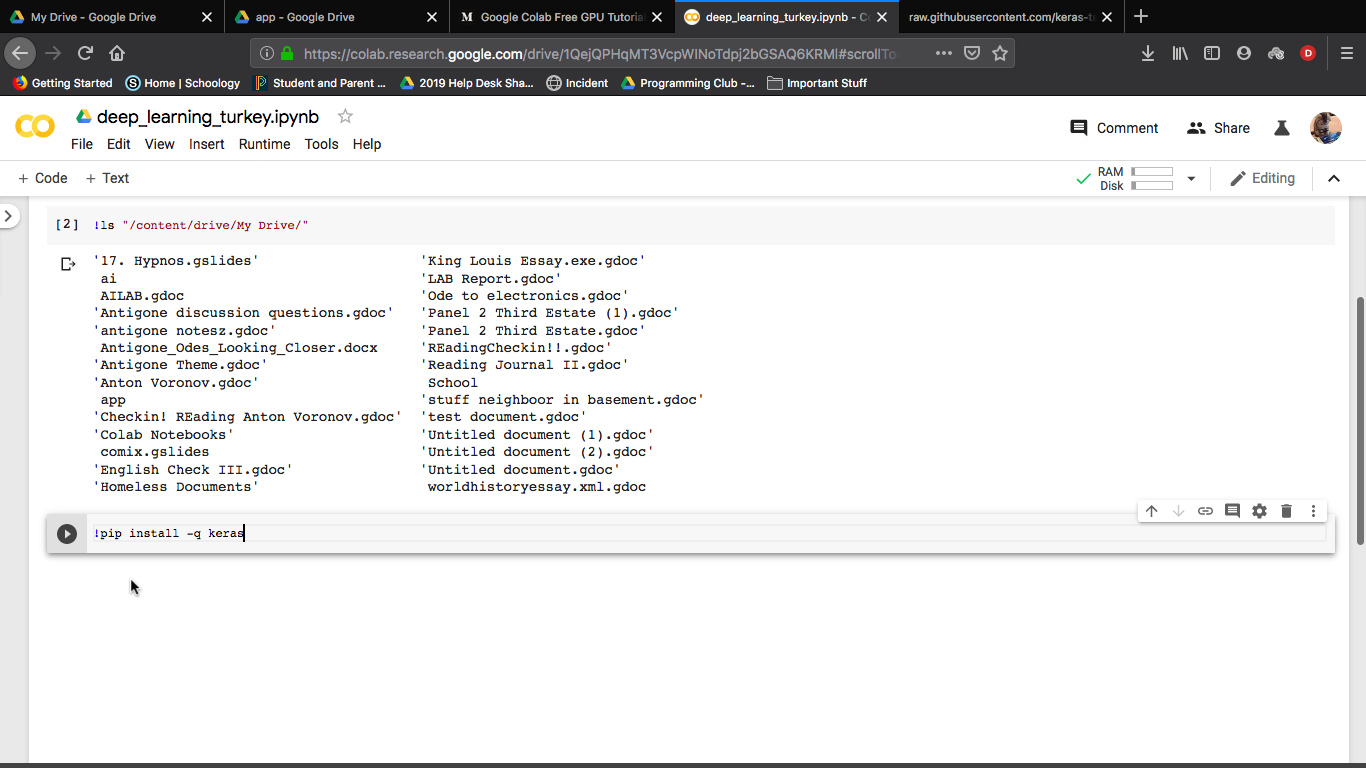 My Drive - Google Drive
app - Google Drive
M Google Colab Free GPU Tutoria
deep_learning_turkey.ipynb - C
raw.githubusercontent.com/keras-t
https://colab.research.google.com/drive/1QejQPHqMT3VcpWINoTdpj2bGSAQ6KRMl#scrollTo
D
Getting Started
S Home | Schoology
P Student and Parent ...
2019 Help Desk Sha...
Incident
Programming Club -...
Important Stuff
deep_learning_turkey.ipynb
File Edit View Insert Runtime Tools Help
Comment
Share
+ Code + Text
RAM
Disk
Editing
[2] !ls "/content/drive/My Drive/"
'17. Hypnos.gslides' 'King Louis Essay.exe.gdoc'
ai 'LAB Report.gdoc'
AILAB.gdoc 'Ode to electronics.gdoc'
'Antigone discussion questions.gdoc' 'Panel 2 Third Estate (1).gdoc'
'antigone notesz.gdoc' 'Panel 2 Third Estate.gdoc'
Antigone_Odes_Looking_Closer.docx 'REadingCheckin!!.gdoc'
'Antigone Theme.gdoc' 'Reading Journal II.gdoc'
'Anton Voronov.gdoc' School
app 'stuff neighboor in basement.gdoc'
'Checkin! REading Anton Voronov.gdoc' 'test document.gdoc'
'Colab Notebooks' 'Untitled document (1).gdoc'
comix.gslides 'Untitled document (2).gdoc'
'English Check III.gdoc' 'Untitled document.gdoc'
'Homeless Documents' worldhistoryessay.xml.gdoc
!pip install -q keras